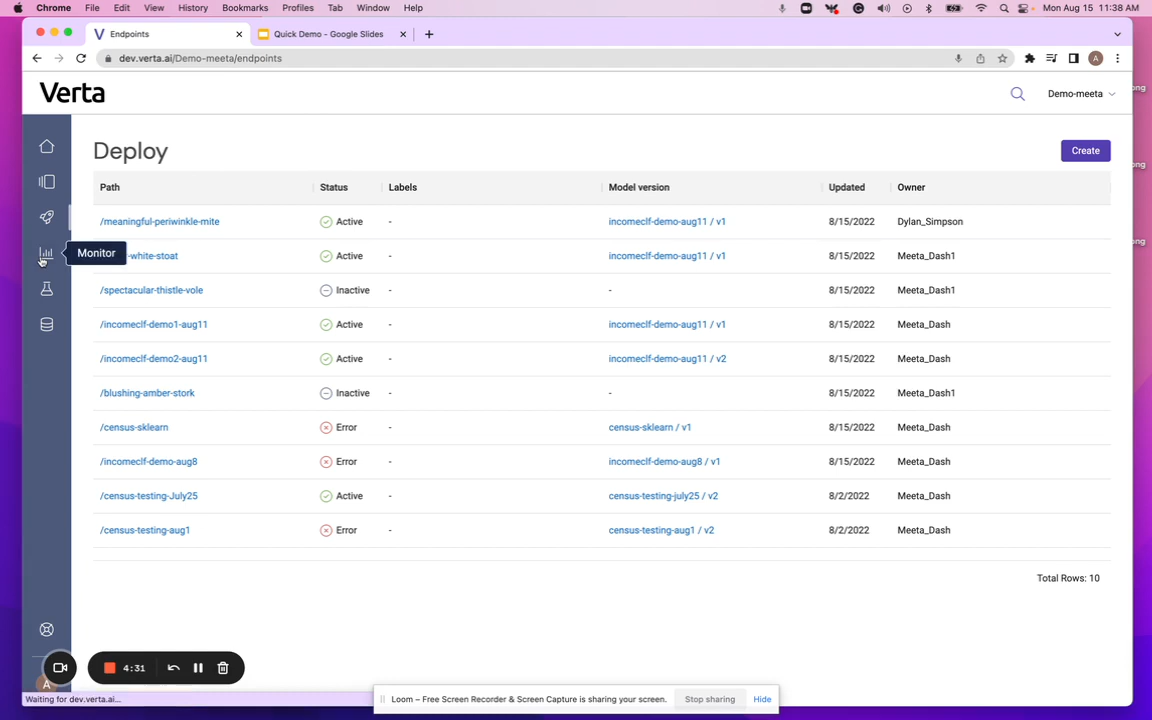 Chrome File Edit View History Bookmarks Profiles Tab Window Help Mon Aug 15 11:38 AM
Endpoints Quick Demo - Google Slides
dev.verta.ai/Demo-meeta/endpoints A
Verta Demo-meeta
Deploy Create
Path Status Labels Model version Updated Owner
/meaningful-periwinkle-mite Active - incomeclf-demo-aug11 / v1 8/15/2022 Dylan_Simpson
Monitor -white-stoat Active - incomeclf-demo-aug11 / v1 8/15/2022 Meeta_Dash1
/spectacular-thistle-vole Inactive - - 8/15/2022 Meeta_Dash1
/incomeclf-demo1-aug11 Active - incomeclf-demo-aug11 / v1 8/15/2022 Meeta_Dash
/incomeclf-demo2-aug11 Active - incomeclf-demo-aug11 / v2 8/15/2022 Meeta_Dash
/blushing-amber-stork Inactive - - 8/15/2022 Meeta_Dash1
/census-sklearn Error - census-sklearn / v1 8/15/2022 Meeta_Dash
/incomeclf-demo-aug8 Error - incomeclf-demo-aug8 / v1 8/15/2022 Meeta_Dash
/census-testing-July25 Active - census-testing-july25 / v2 8/2/2022 Meeta_Dash
/census-testing-aug1 Error - census-testing-aug1 / v2 8/2/2022 Meeta_Dash
Total Rows: 10
4:31
A
Waiting for dev.verta.ai... Loom – Free Screen Recorder & Screen Capture is sharing your screen. Stop sharing Hide